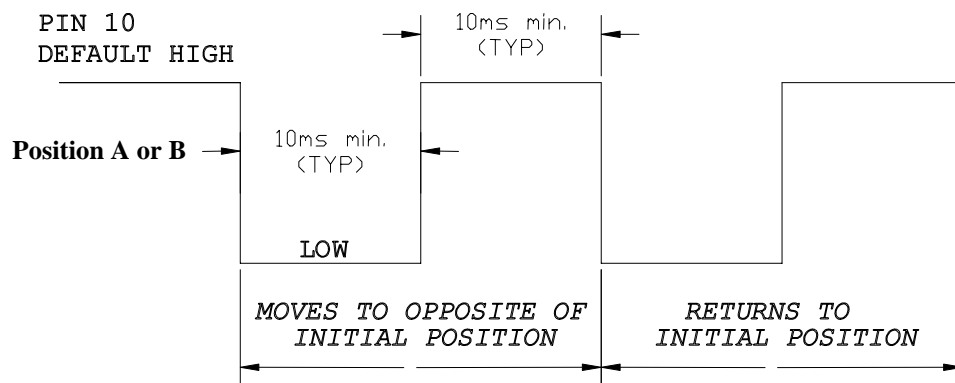 PIN 10
DEFAULT HIGH
10ms min.
(TYP)
Position A or B
10ms min.
(TYP)
LOW
MOVES TO OPPOSITE OF
INITIAL POSITION
RETURNS TO
INITIAL POSITION